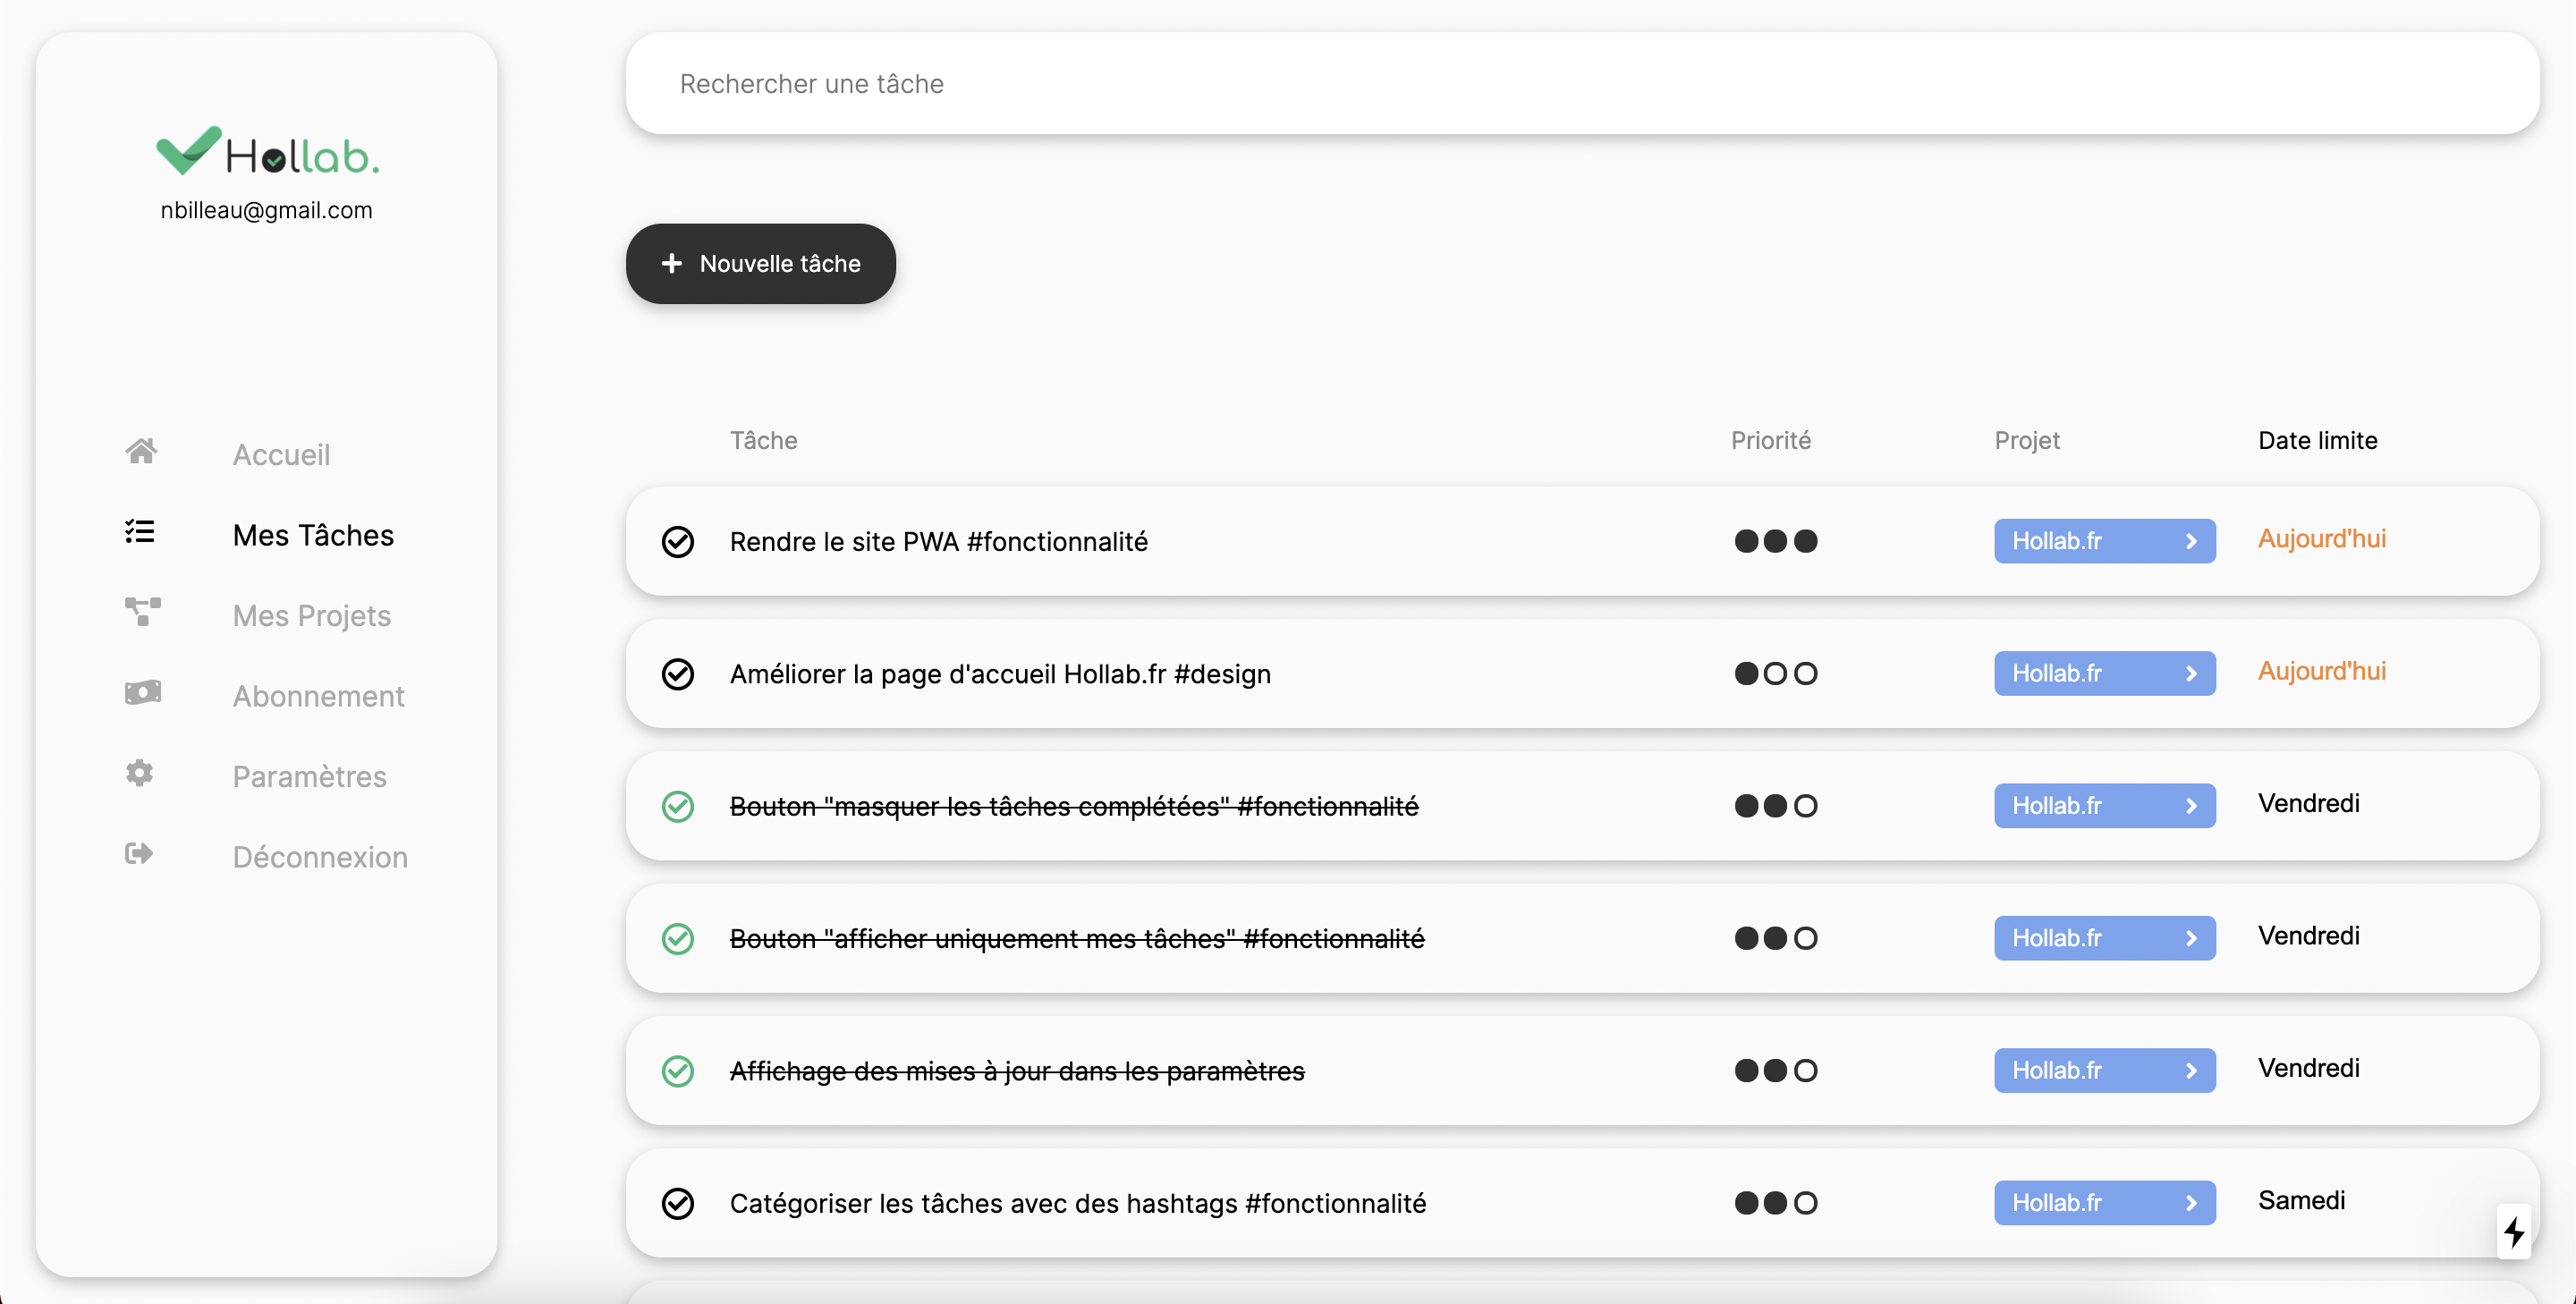 Hollab.
nbilleau@gmail.com
Accueil
Mes Tâches
Mes Projets
Abonnement
Paramètres
Déconnexion
Rechercher une tâche
Nouvelle tâche
Tâche Priorité Projet Date limite
Rendre le site PWA #fonctionnalité Hollab.fr Aujourd'hui
Améliorer la page d'accueil Hollab.fr #design Hollab.fr Aujourd'hui
Bouton "masquer les tâches complétées" #fonctionnalité Hollab.fr Vendredi
Bouton "afficher uniquement mes tâches" #fonctionnalité Hollab.fr Vendredi
Affichage des mises à jour dans les paramètres Hollab.fr Vendredi
Catégoriser les tâches avec des hashtags #fonctionnalité Hollab.fr Samedi